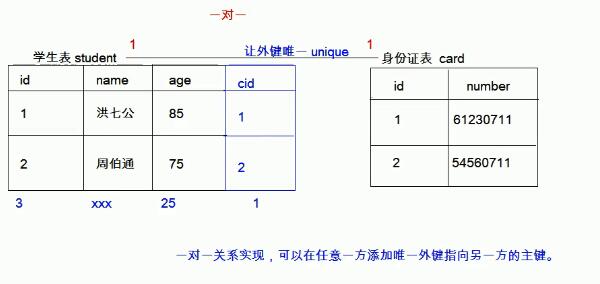 一对一
1 让外键唯一 unique 1
学生表 student 身份证表 card
id name age cid id number
1 洪七公 85 1 1 61230711
2 周伯通 75 2 2 54560711
3 xxx 25 1
一对一关系实现，可以在任意一方添加唯一外键指向另一方的主键。